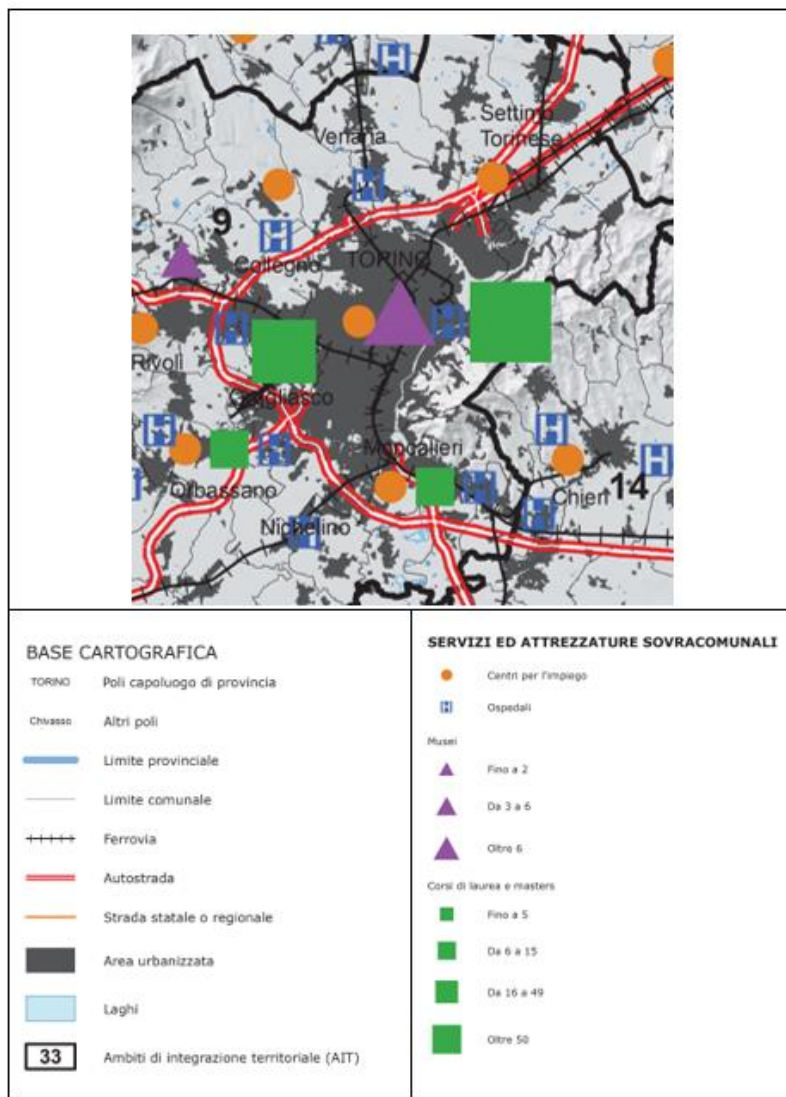 Settimo
Torinese
Venaria
9
Collegno
TORINO
Rivoli
Grugliasco
Moncalieri
Orbassano
Chieri
14
Nichelino
BASE CARTOGRAFICA
TORINO Poli capoluogo di provincia
Chivasso Altri poli
Limite provinciale
Limite comunale
Ferrovia
Autostrada
Strada statale o regionale
Area urbanizzata
Laghi
33 Ambiti di integrazione territoriale (AIT)
SERVIZI ED ATTREZZATURE SOVRACOMUNALI
Centri per l'impiego
H Ospedali
Musei
Fino a 2
Da 3 a 6
Oltre 6
Corsi di laurea e masters
Fino a 5
Da 6 a 15
Da 16 a 49
Oltre 50